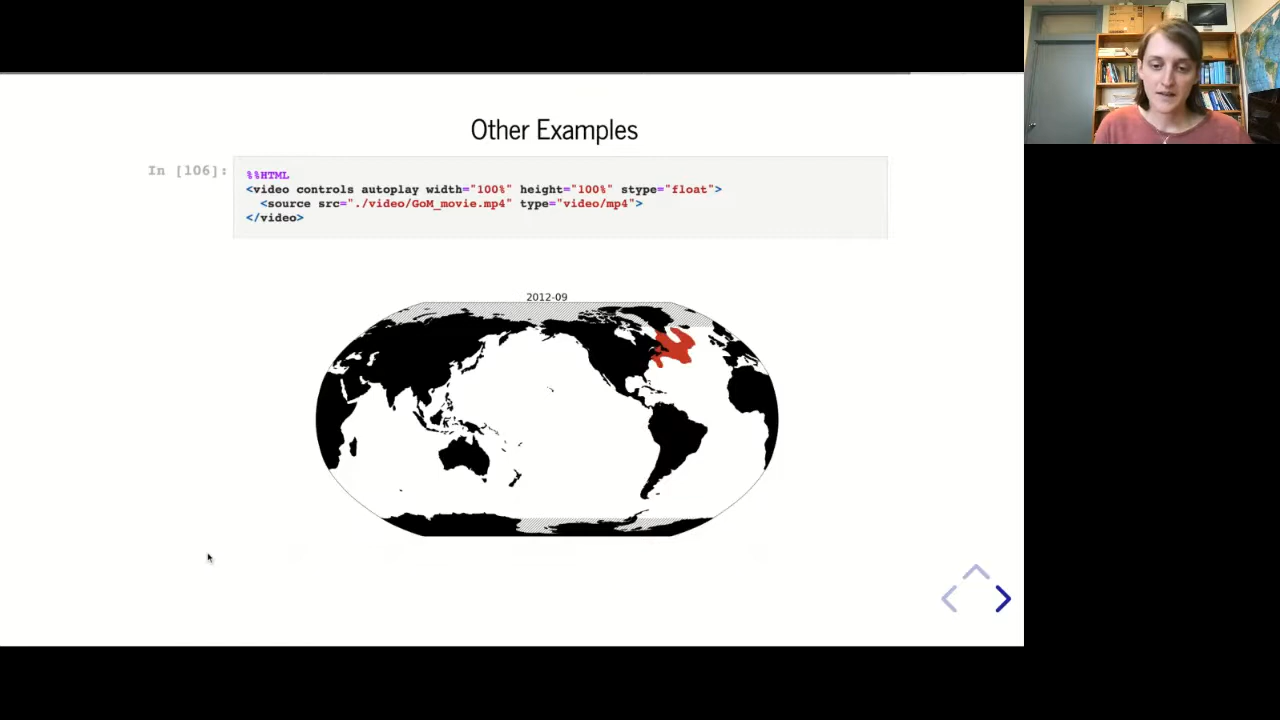 Other Examples
In [106]:
%%HTML
<video controls autoplay width="100%" height="100%" stype="float">
<source src="./video/GoM_movie.mp4" type="video/mp4">
</video>
2012-09